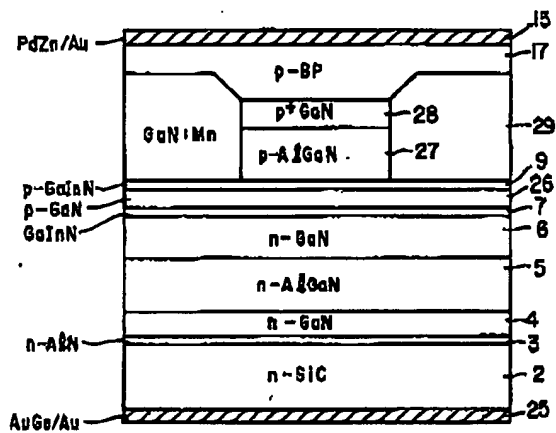 15
PdZn/Au
17
p-BP
p⁺GaN
28
GaN:Mn
29
p-AlGaN
27
9
p-GaInN
26
p-GaN
7
GaInN
6
n-GaN
5
n-AlGaN
n-GaN
4
n-AlN
3
n-SiC
2
AuGe/Au
25